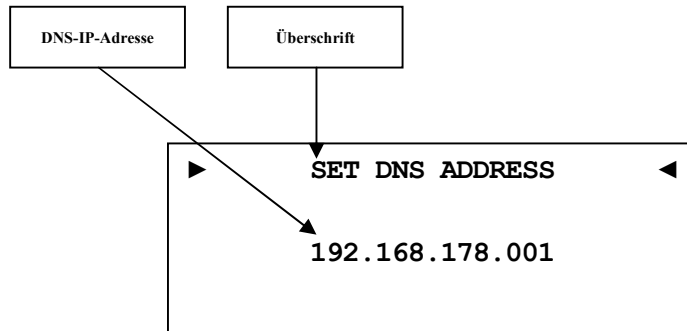 DNS-IP-Adresse
Überschrift
► SET DNS ADDRESS ◄
192.168.178.001